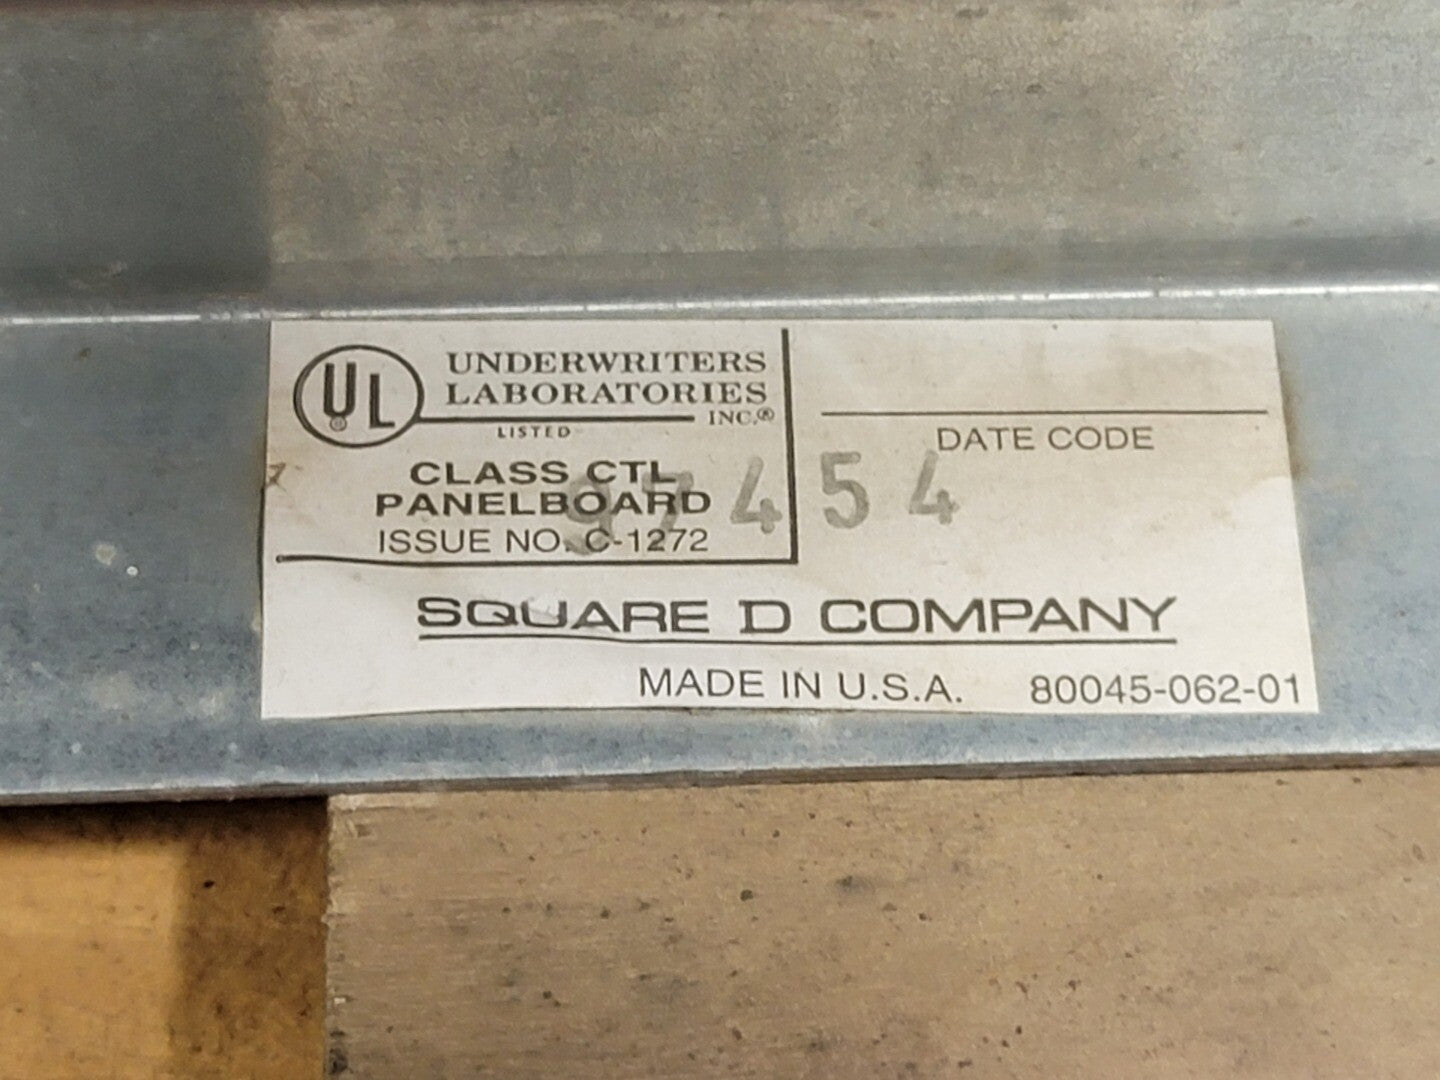 UL®
UNDERWRITERS
LABORATORIES
INC.®
LISTED
CLASS CTL
PANELBOARD
ISSUE NO. C-1272
DATE CODE
97454
SQUARE D COMPANY
MADE IN U.S.A. 80045-062-01